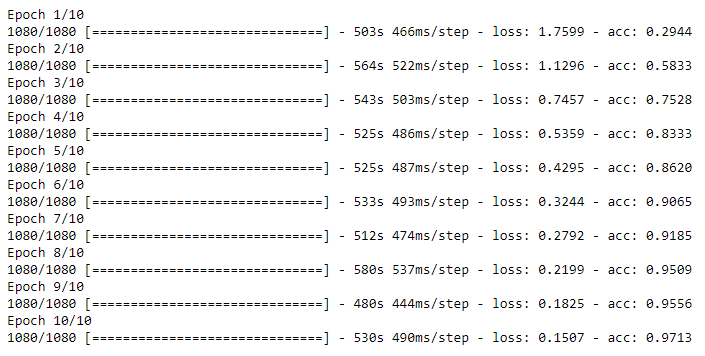 Epoch 1/10
1080/1080 [==============================] - 503s 466ms/step - loss: 1.7599 - acc: 0.2944
Epoch 2/10
1080/1080 [==============================] - 564s 522ms/step - loss: 1.1296 - acc: 0.5833
Epoch 3/10
1080/1080 [==============================] - 543s 503ms/step - loss: 0.7457 - acc: 0.7528
Epoch 4/10
1080/1080 [==============================] - 525s 486ms/step - loss: 0.5359 - acc: 0.8333
Epoch 5/10
1080/1080 [==============================] - 525s 487ms/step - loss: 0.4295 - acc: 0.8620
Epoch 6/10
1080/1080 [==============================] - 533s 493ms/step - loss: 0.3244 - acc: 0.9065
Epoch 7/10
1080/1080 [==============================] - 512s 474ms/step - loss: 0.2792 - acc: 0.9185
Epoch 8/10
1080/1080 [==============================] - 580s 537ms/step - loss: 0.2199 - acc: 0.9509
Epoch 9/10
1080/1080 [==============================] - 480s 444ms/step - loss: 0.1825 - acc: 0.9556
Epoch 10/10
1080/1080 [==============================] - 530s 490ms/step - loss: 0.1507 - acc: 0.9713